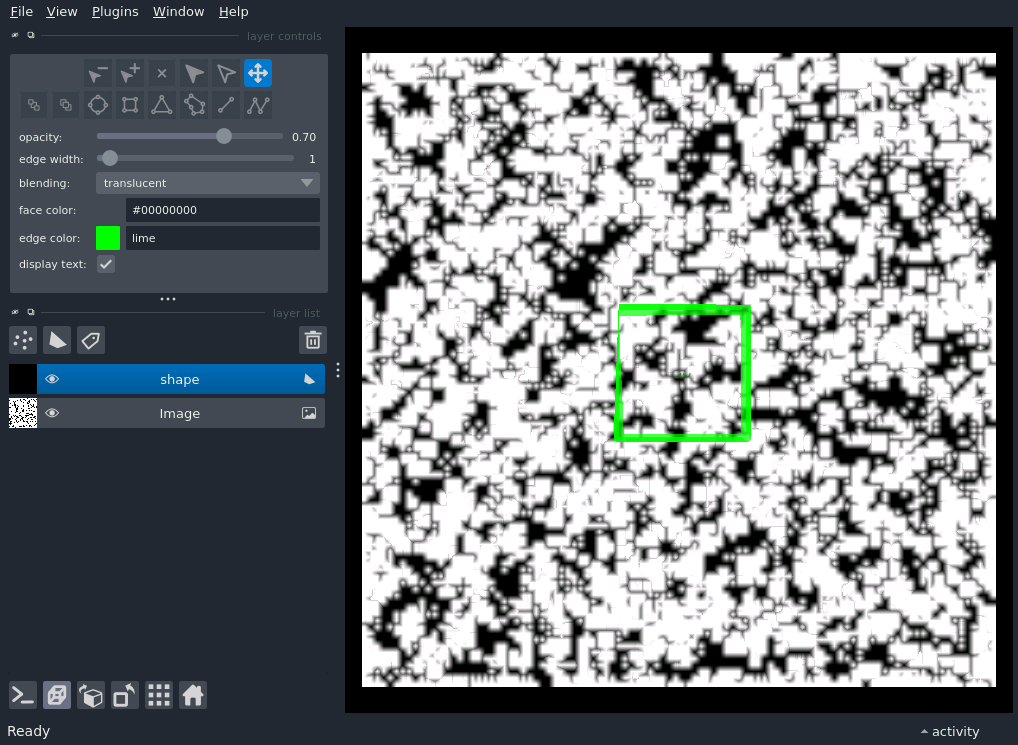 File View Plugins Window Help
layer controls
opacity: 0.70
edge width: 1
blending: translucent
face color: #00000000
edge color: lime
display text:
layer list
shape
Image
Ready activity